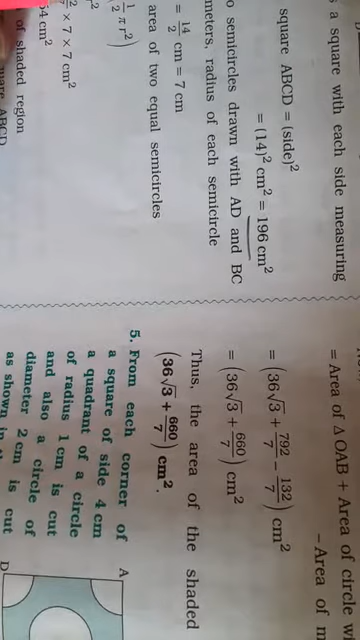 a square with each side measuring
square ABCD = (side)²
= (14)² cm² = 196 cm²
semicircles drawn with AD and BC
meters. radius of each semicircle
= 14/2 cm = 7 cm
area of two equal semicircles
1/2 πr²)
× 7 × 7 cm²
54 cm²
of shaded region
ABCD
= Area of Δ OAB + Area of circle
– Area of
= (36√3 + 792/7 – 132/7) cm²
= (36√3 + 660/7) cm²
Thus, the area of the shaded
(36√3 + 660/7) cm².
5. From each corner of
a square of side 4 cm
a quadrant of a circle
of radius 1 cm is cut
and also a circle of
diameter 2 cm is cut
as shown in
A
D